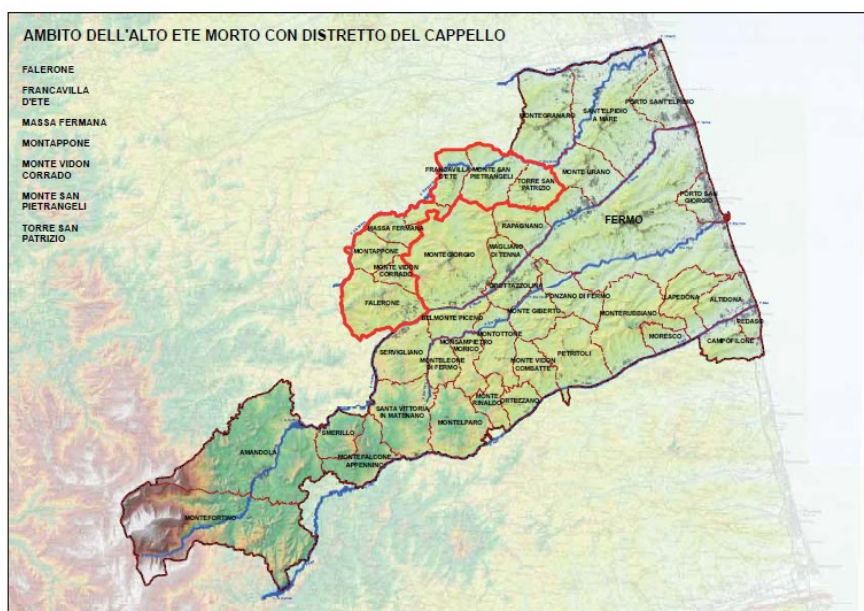 AMBITO DELL'ALTO ETE MORTO CON DISTRETTO DEL CAPPELLO
FALERONE
FRANCAVILLA
D'ETE
MASSA FERMANA
MONTAPPONE
MONTE VIDON
CORRADO
MONTE SAN
PIETRANGELI
TORRE SAN
PATRIZIO
PORTO SANT'ELPIDIO
SANT'ELPIDIO
A MARE
MONTEGRANARO
FRANCAVILLA
D'ETE
MONTE SAN
PIETRANGELI
TORRE SAN
PATRIZIO
MONTE URANO
PORTO SAN
GIORGIO
FERMO
MASSA FERMANA
RAPAGNANO
MONTAPPONE
MONTEGIORGIO
MAGLIANO
DI TENNA
MONTE VIDON
CORRADO
FALERONE
GROTTAZZOLINA
PONZANO DI FERMO
LAPEDONA
ALTIDONA
BELMONTE PICENO
MONTE GIBERTO
MONTERUBBIANO
PEDASO
MONTOTTONE
MORESCO
CAMPOFILONE
MONSAMPIETRO
MORICO
SERVIGLIANO
MONTELEONE
DI FERMO
MONTE VIDON
COMBATTE
PETRITOLI
MONTE
RINALDO
ORTEZZANO
SANTA VITTORIA
IN MATENANO
MONTELPARO
SMERILLO
AMANDOLA
MONTEFALCONE
APPENNINO
MONTEFORTINO